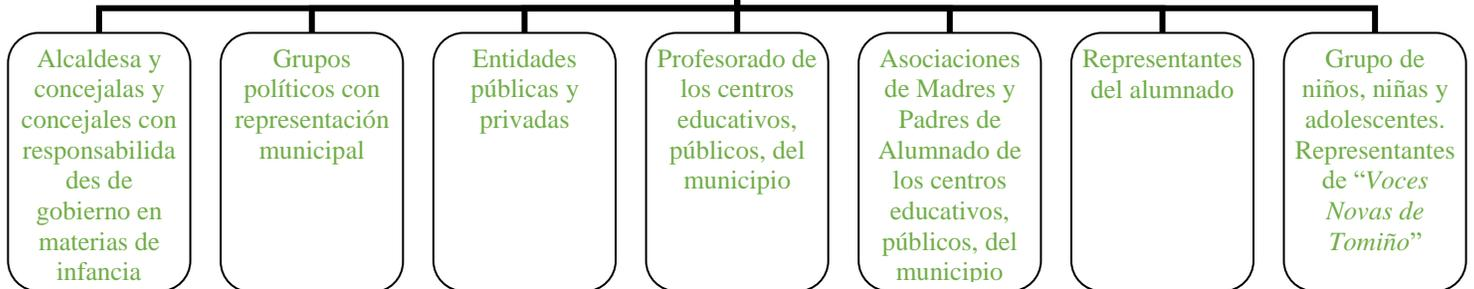 Alcaldesa y
concejalas y
concejales con
responsabilida
des de
gobierno en
materias de
infancia
Grupos
políticos con
representación
municipal
Entidades
públicas y
privadas
Profesorado de
los centros
educativos,
públicos, del
municipio
Asociaciones
de Madres y
Padres de
Alumnado de
los centros
educativos,
públicos, del
municipio
Representantes
del alumnado
Grupo de
niños, niñas y
adolescentes.
Representantes
de “Voces
Novas de
Tomiño”